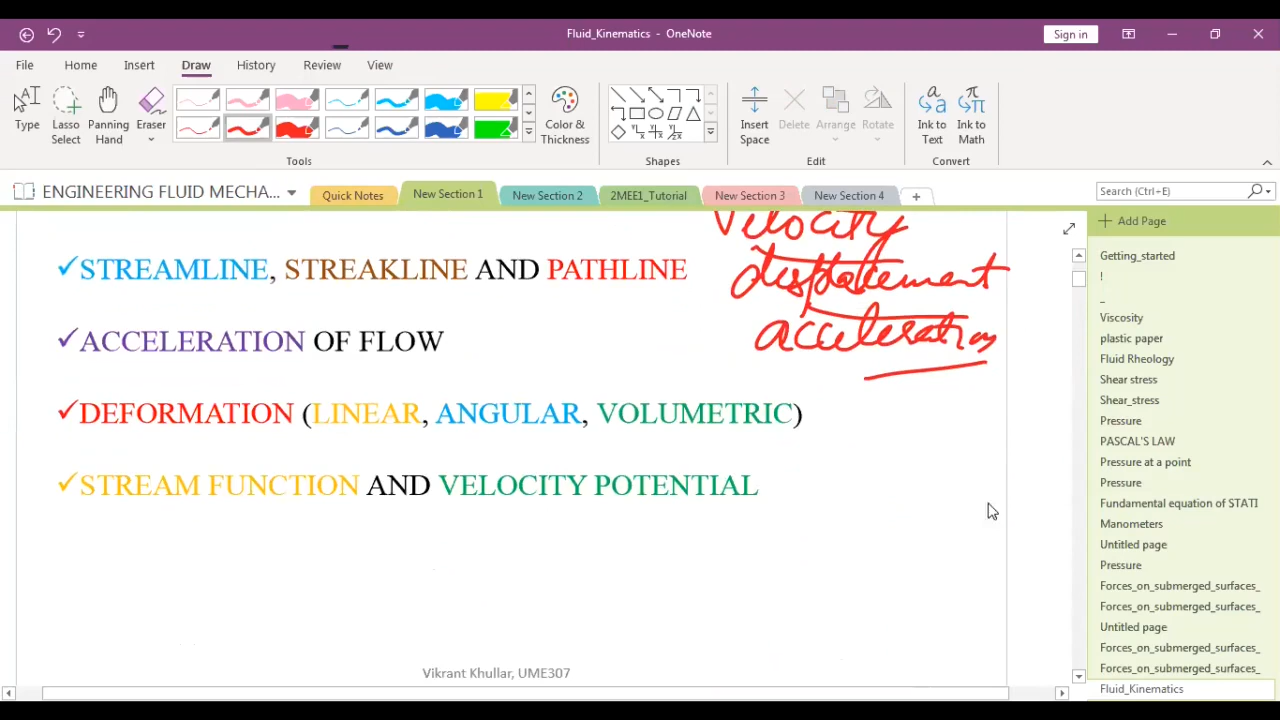 Fluid_Kinematics - OneNote
Sign in
File Home Insert Draw History Review View
Type
Lasso Select
Panning Hand
Eraser
Color & Thickness
Insert Space
Delete
Arrange
Rotate
Ink to Text
Ink to Math
Tools
Shapes
Edit
Convert
ENGINEERING FLUID MECHA...
Quick Notes
New Section 1
New Section 2
2MEE1_Tutorial
New Section 3
New Section 4
Search (Ctrl+E)
velocity
✓STREAMLINE, STREAKLINE AND PATHLINE
displacement
✓ACCELERATION OF FLOW
acceleration
✓DEFORMATION (LINEAR, ANGULAR, VOLUMETRIC)
✓STREAM FUNCTION AND VELOCITY POTENTIAL
Vikrant Khullar, UME307
Add Page
Getting_started
!
_
Viscosity
plastic paper
Fluid Rheology
Shear stress
Shear_stress
Pressure
PASCAL'S LAW
Pressure at a point
Pressure
Fundamental equation of STATI
Manometers
Untitled page
Pressure
Forces_on_submerged_surfaces_
Forces_on_submerged_surfaces_
Untitled page
Forces_on_submerged_surfaces_
Forces_on_submerged_surfaces_
Fluid_Kinematics